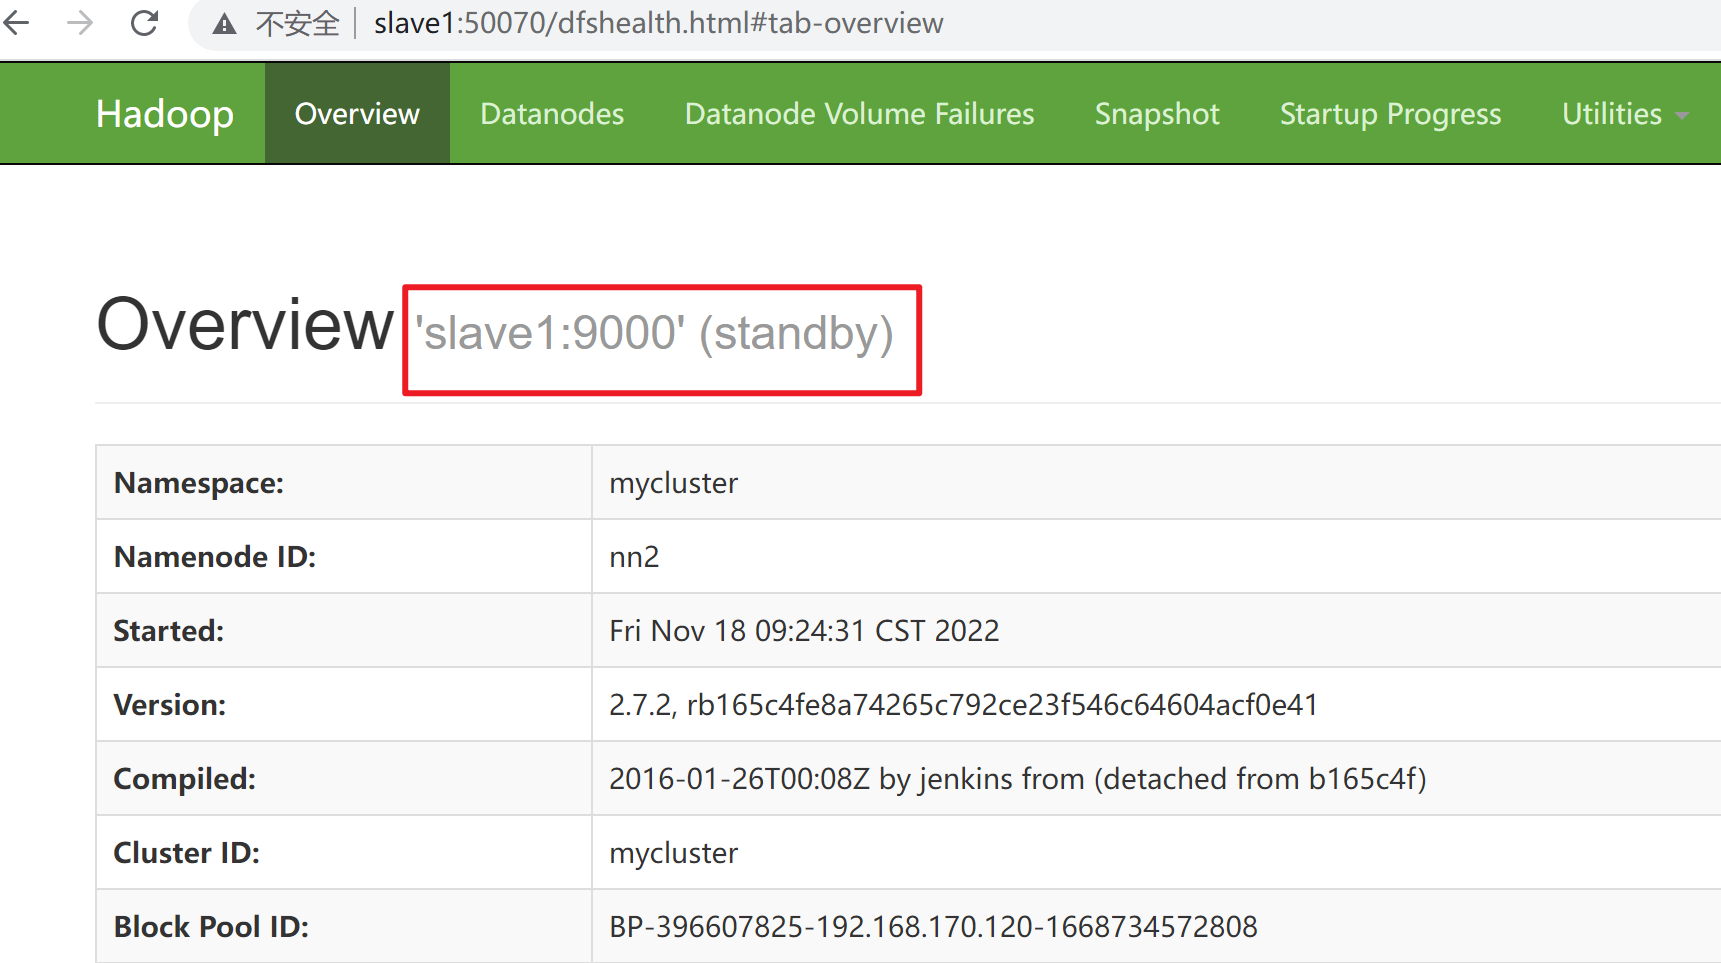 不安全 slave1:50070/dfshealth.html#tab-overview
Hadoop Overview Datanodes Datanode Volume Failures Snapshot Startup Progress Utilities
Overview 'slave1:9000' (standby)
Namespace: mycluster
Namenode ID: nn2
Started: Fri Nov 18 09:24:31 CST 2022
Version: 2.7.2, rb165c4fe8a74265c792ce23f546c64604acf0e41
Compiled: 2016-01-26T00:08Z by jenkins from (detached from b165c4f)
Cluster ID: mycluster
Block Pool ID: BP-396607825-192.168.170.120-1668734572808